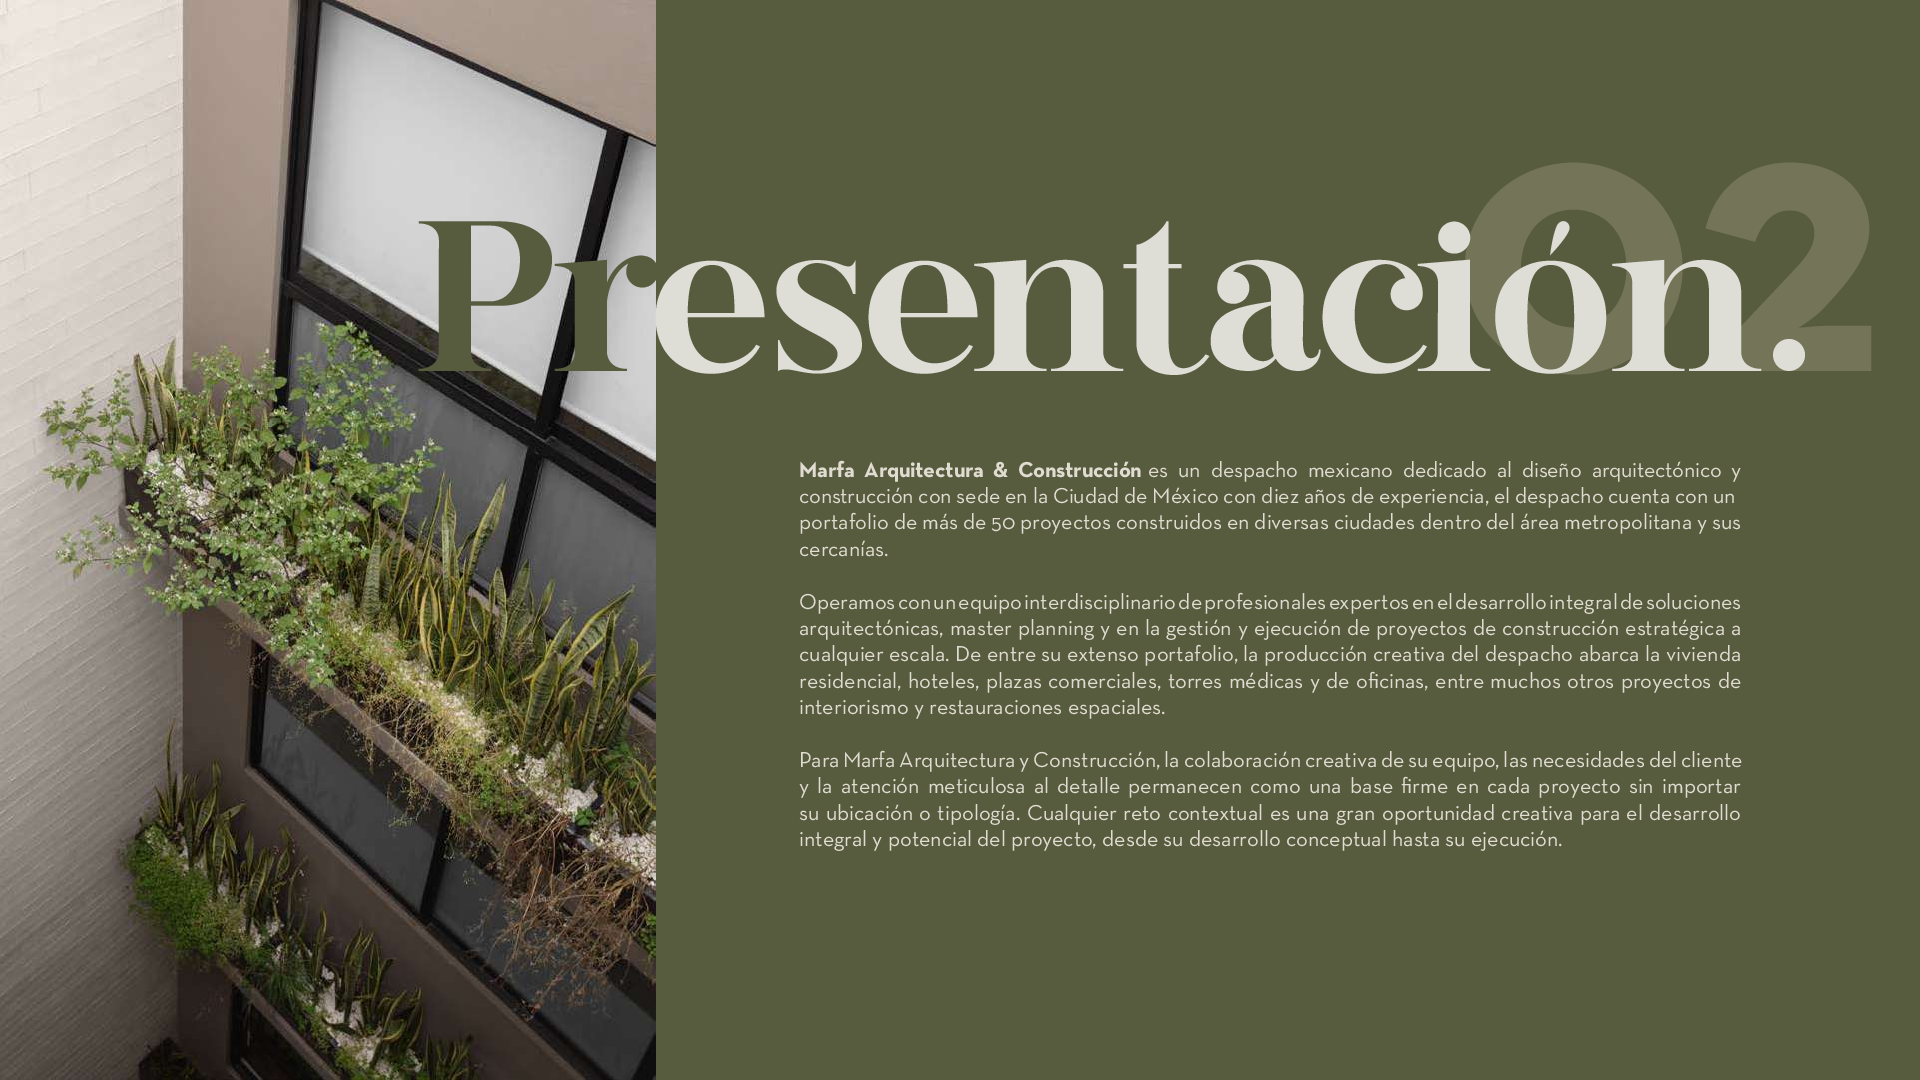 02
Presentación.
Marfa Arquitectura & Construcción es un despacho mexicano dedicado al diseño arquitectónico y
construcción con sede en la Ciudad de México con diez años de experiencia, el despacho cuenta con un
portafolio de más de 50 proyectos construidos en diversas ciudades dentro del área metropolitana y sus
cercanías.
Operamos con un equipo interdisciplinario de profesionales expertos en el desarrollo integral de soluciones
arquitectónicas, master planning y en la gestión y ejecución de proyectos de construcción estratégica a
cualquier escala. De entre su extenso portafolio, la producción creativa del despacho abarca la vivienda
residencial, hoteles, plazas comerciales, torres médicas y de oficinas, entre muchos otros proyectos de
interiorismo y restauraciones espaciales.
Para Marfa Arquitectura y Construcción, la colaboración creativa de su equipo, las necesidades del cliente
y la atención meticulosa al detalle permanecen como una base firme en cada proyecto sin importar
su ubicación o tipología. Cualquier reto contextual es una gran oportunidad creativa para el desarrollo
integral y potencial del proyecto, desde su desarrollo conceptual hasta su ejecución.